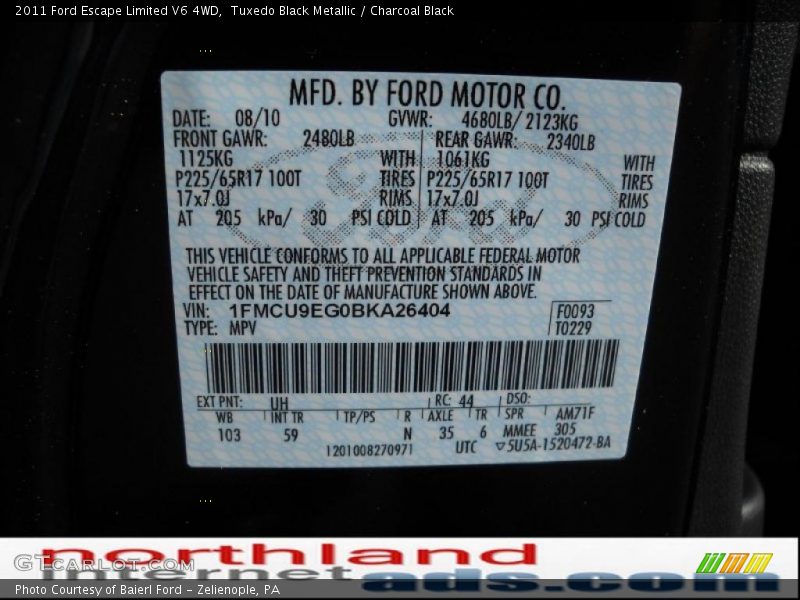 2011 Ford Escape Limited V6 4WD,  Tuxedo Black Metallic / Charcoal Black
MFD. BY FORD MOTOR CO.
DATE: 08/10 GVWR: 4680LB/ 2123KG
FRONT GAWR: 2480LB REAR GAWR: 2340LB
1125KG WITH 1061KG WITH
P225/65R17 100T TIRES P225/65R17 100T TIRES
17x7.0J RIMS 17x7.0J RIMS
AT 205 kPa/ 30 PSI COLD AT 205 kPa/ 30 PSI COLD
Ford
THIS VEHICLE CONFORMS TO ALL APPLICABLE FEDERAL MOTOR
VEHICLE SAFETY AND THEFT PREVENTION STANDARDS IN
EFFECT ON THE DATE OF MANUFACTURE SHOWN ABOVE.
VIN: 1FMCU9EG0BKA26404 F0093
TYPE: MPV T0229
EXT PNT: UH RC: 44 DSO:
WB INT TR TP/PS R AXLE TR SPR AM71F
103 59 N 35 6 MMEE 305
1201008270971 UTC 5U5A-1520472-BA
northland
GTCARLOT.COM
internet ads.com
Photo Courtesy of Baierl Ford - Zelienople, PA